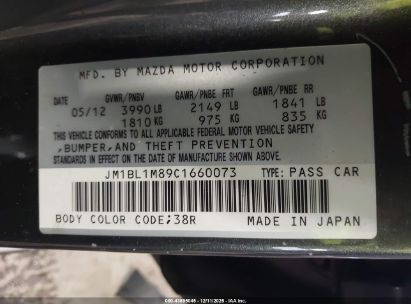 MFD. BY MAZDA MOTOR CORPORATION
DATE GVWR/PNBV GAWR/PNBE FRT GAWR/PNBE RR
05/12 3990 LB 2149 LB 1841 LB
1810 KG 975 KG 835 KG
THIS VEHICLE CONFORMS TO ALL APPLICABLE FEDERAL MOTOR VEHICLE SAFETY
,BUMPER,AND THEFT PREVENTION
STANDARDS IN EFFECT ON THE DATE OF MANUFACTURE SHOWN ABOVE.
JM1BL1M89C1660073 TYPE: PASS CAR
BODY COLOR CODE;38R MADE IN JAPAN